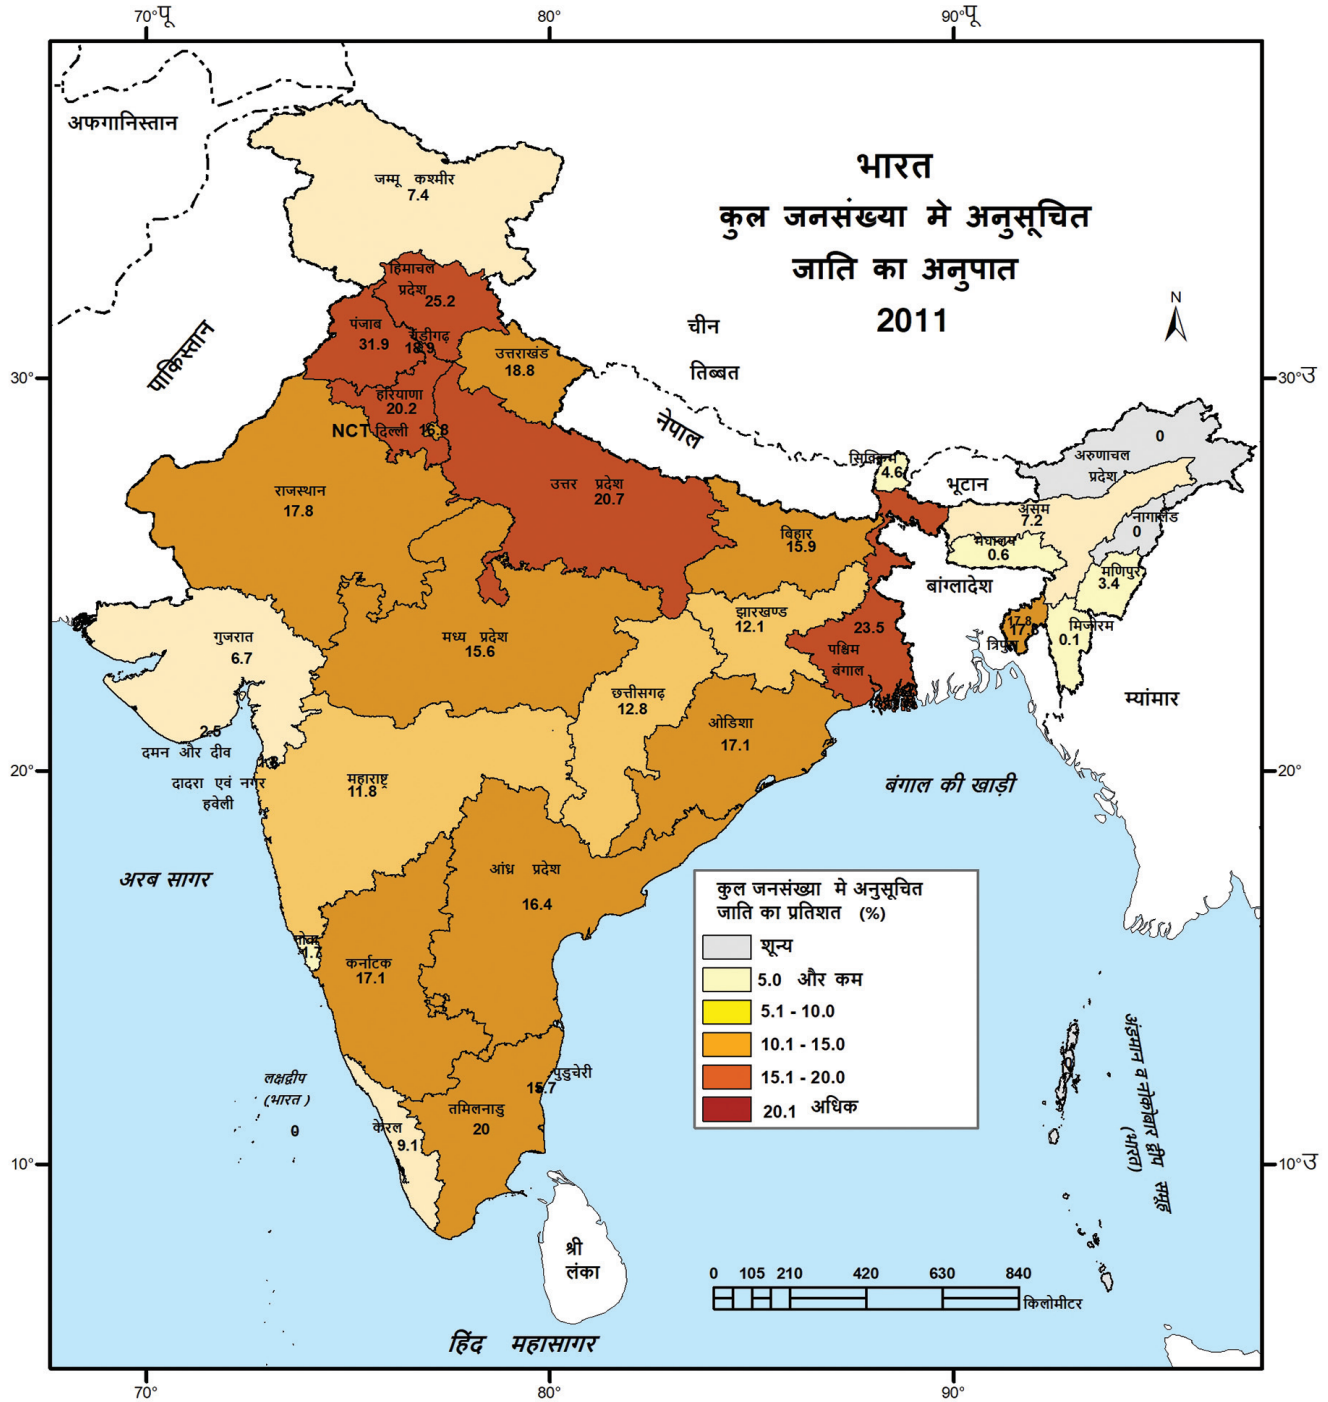 70°पू
80°
90°पू
अफगानिस्तान
भारत
कुल जनसंख्या मे अनुसूचित
जाति का अनुपात
2011
जम्मू कश्मीर
7.4
हिमाचल
प्रदेश
25.2
N
चीन
तिब्बत
पाकिस्तान
पंजाब
31.9
चंडीगढ़
18.9
उत्तराखंड
18.8
30°
30°उ
हरियाणा
20.2
NCT दिल्ली 16.8
नेपाल
0
अरुणाचल
प्रदेश
सिक्किम
4.6
भूटान
उत्तर प्रदेश
20.7
राजस्थान
17.8
असम
7.2
नागालैंड
0
बिहार
15.9
मेघालय
0.6
मणिपुर
3.4
बांग्लादेश
झारखण्ड
12.1
23.5
पश्चिम
बंगाल
17.8
17.8
त्रिपुरा
मिजोरम
0.1
गुजरात
6.7
मध्य प्रदेश
15.6
छत्तीसगढ़
12.8
म्यांमार
ओडिशा
17.1
2.5
दमन और दीव
1.8
दादरा एवं नगर
हवेली
20°
20°
महाराष्ट्र
11.8
बंगाल की खाड़ी
अरब सागर
आंध्र प्रदेश
16.4
कुल जनसंख्या मे अनुसूचित
जाति का प्रतिशत (%)
शून्य
5.0 और कम
5.1 - 10.0
10.1 - 15.0
15.1 - 20.0
20.1 अधिक
गोवा
1.7
कर्नाटक
17.1
अंडमान व नीकोबार द्वीप समूह
(भारत)
0
लक्षद्वीप
(भारत)
0
पुडुचेरी
15.7
तमिलनाडु
20
केरल
9.1
10°
10°उ
श्री
लंका
0 105 210 420 630 840
किलोमीटर
हिंद महासागर
70°
80°
90°